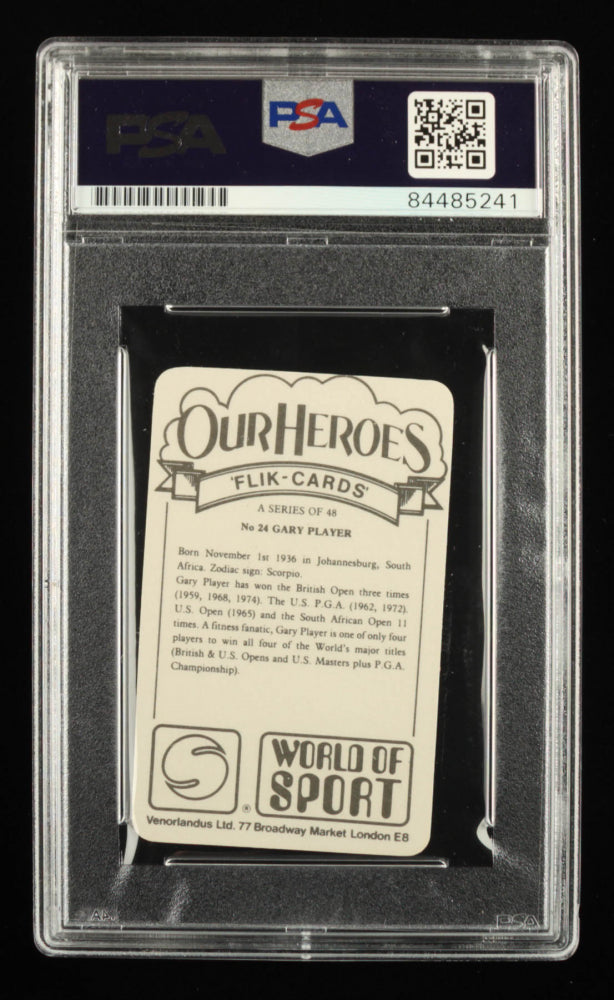 PSA
PSA
84485241
OUR HEROES
'FLIK-CARDS'
A SERIES OF 48
No 24 GARY PLAYER
Born November 1st 1936 in Johannesburg, South
Africa. Zodiac sign: Scorpio.
Gary Player has won the British Open three times
(1959, 1968, 1974). The U.S. P.G.A. (1962, 1972).
U.S. Open (1965) and the South African Open 11
times. A fitness fanatic, Gary Player is one of only four
players to win all four of the World's major titles
(British & U.S. Opens and U.S. Masters plus P.G.A.
Championship).
®
WORLD OF
SPORT
Venorlandus Ltd. 77 Broadway Market London E8
PSA